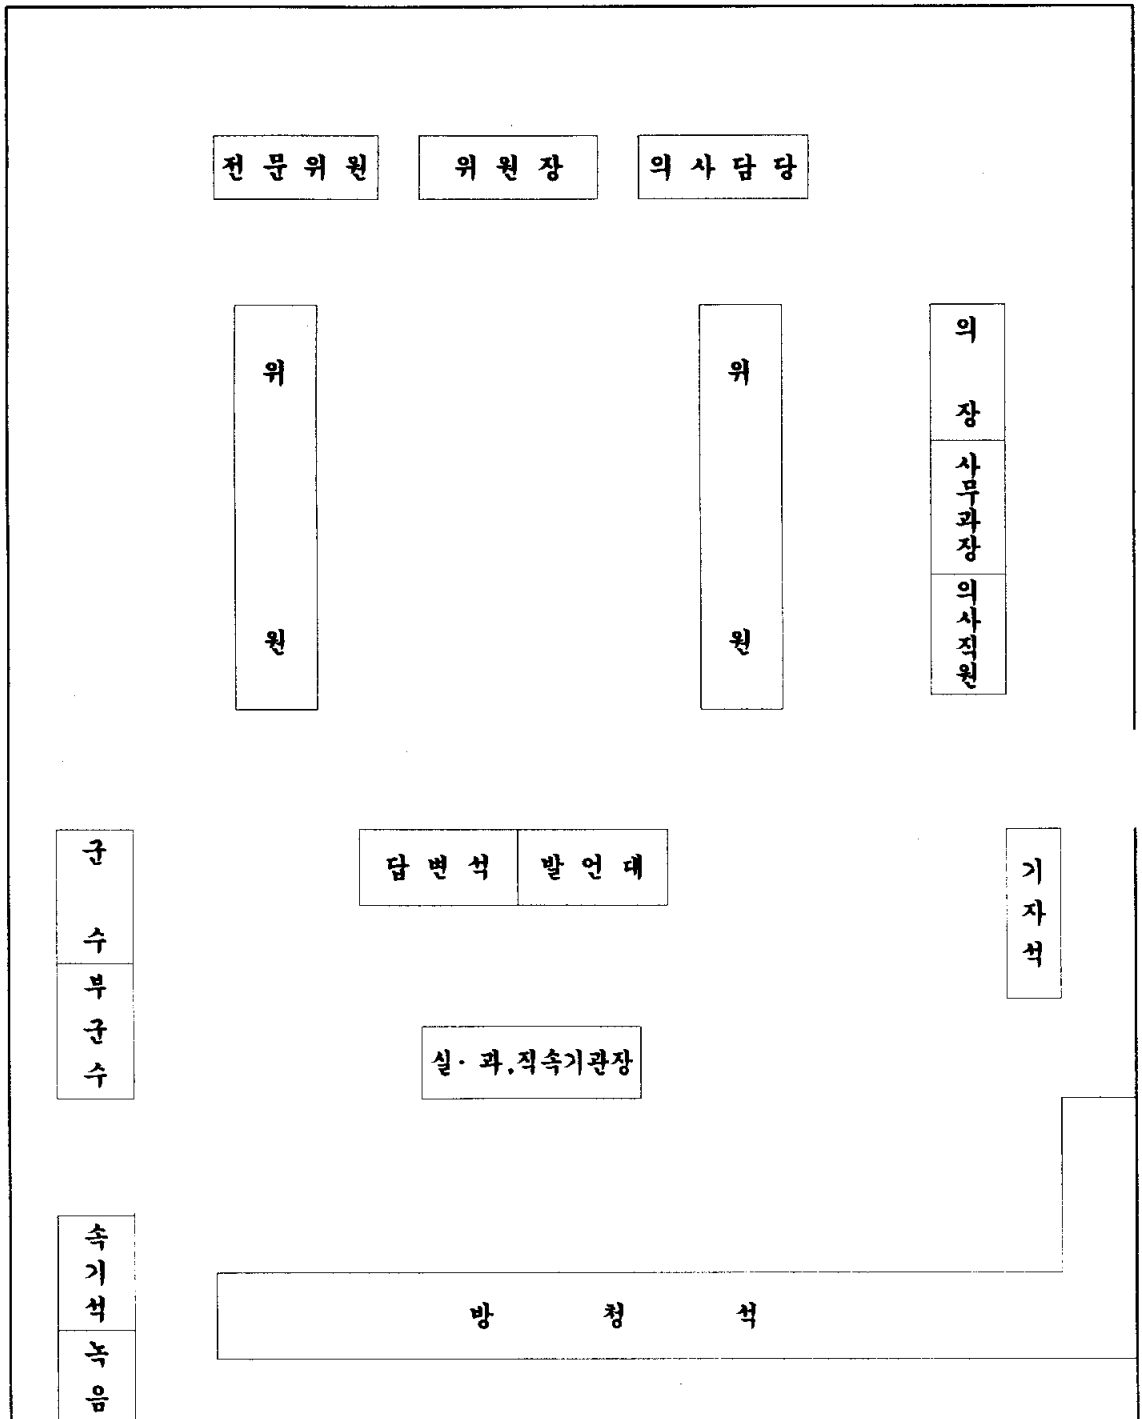 전문위원
위원장
의사담당
위원
위원
의장
사무과장
의사직원
군수
부군수
답변석
발언대
기자석
실·과,직속기관장
속기석
녹음
방청석